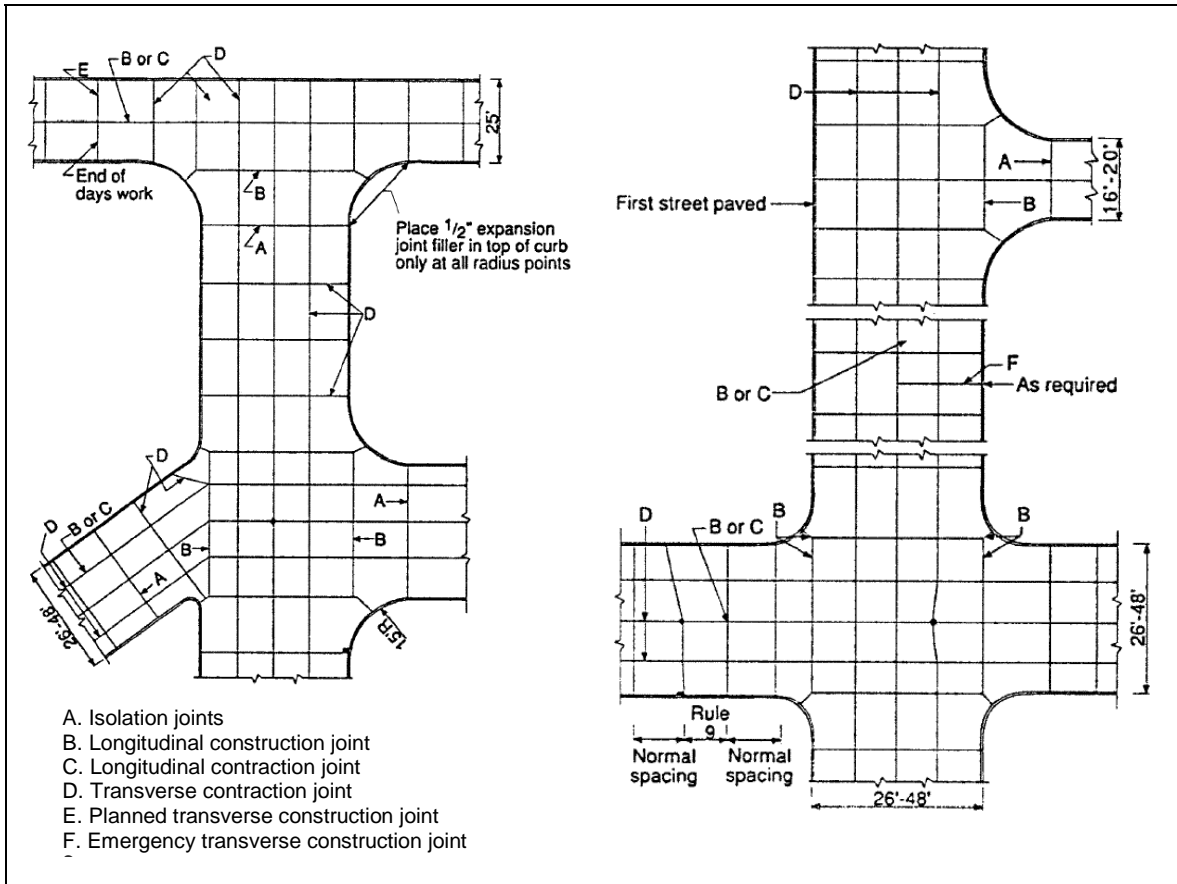 E
B or C
D
25'
End of
days work
B
A
Place 1/2" expansion
joint filler in top of curb
only at all radius points
D
D
B or C
D
A
A
B
B
26'-48'
15'R
A. Isolation joints
B. Longitudinal construction joint
C. Longitudinal contraction joint
D. Transverse contraction joint
E. Planned transverse construction joint
F. Emergency transverse construction joint
D
A
16'-20'
First street paved
B
F
B or C
As required
B
B
D
B or C
26'-48'
Rule
9
Normal
spacing
Normal
spacing
26'-48'